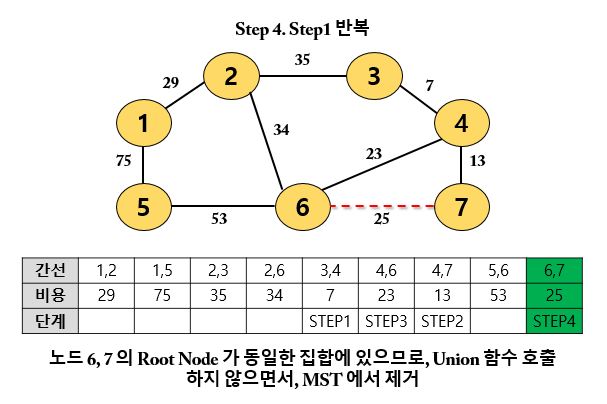 Step 4. Step1 반복
35
29
2
3
7
1
34
4
75
23
13
5
53
6
25
7
간선 1,2 1,5 2,3 2,6 3,4 4,6 4,7 5,6 6,7
비용 29 75 35 34 7 23 13 53 25
단계 STEP1 STEP3 STEP2 STEP4
노드 6, 7 의 Root Node 가 동일한 집합에 있으므로, Union 함수 호출
하지 않으면서, MST 에서 제거